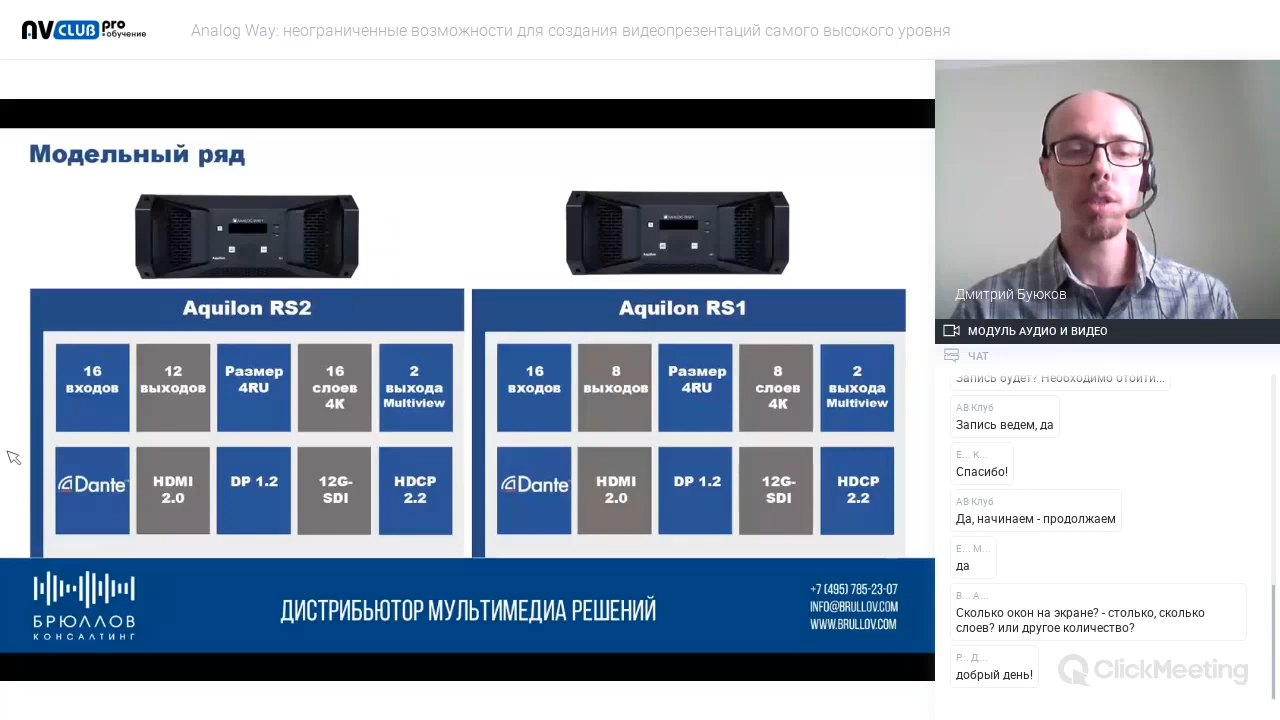 AV CLUB pro
обучение
Analog Way: неограниченные возможности для создания видеопрезентаций самого высокого уровня
Модельный ряд
Aquilon RS2
16 входов
12 выходов
Размер 4RU
16 слоев 4K
2 выхода Multiview
Dante
HDMI 2.0
DP 1.2
12G-SDI
HDCP 2.2
Aquilon RS1
16 входов
8 выходов
Размер 4RU
8 слоев 4K
2 выхода Multiview
Dante
HDMI 2.0
DP 1.2
12G-SDI
HDCP 2.2
БРЮЛЛОВ
КОНСАЛТИНГ
ДИСТРИБЬЮТОР МУЛЬТИМЕДИА РЕШЕНИЙ
+7 (495) 785-23-07
INFO@BRULLOV.COM
WWW.BRULLOV.COM
Дмитрий Буюков
МОДУЛЬ АУДИО И ВИДЕО
ЧАТ
Запись будет? Необходимо отойти...
АВ Клуб
Запись ведем, да
Е... К...
Спасибо!
АВ Клуб
Да, начинаем - продолжаем
Е... М...
да
В... А...
Сколько окон на экране? - столько, сколько
слоев? или другое количество?
Р... Д...
добрый день!
ClickMeeting